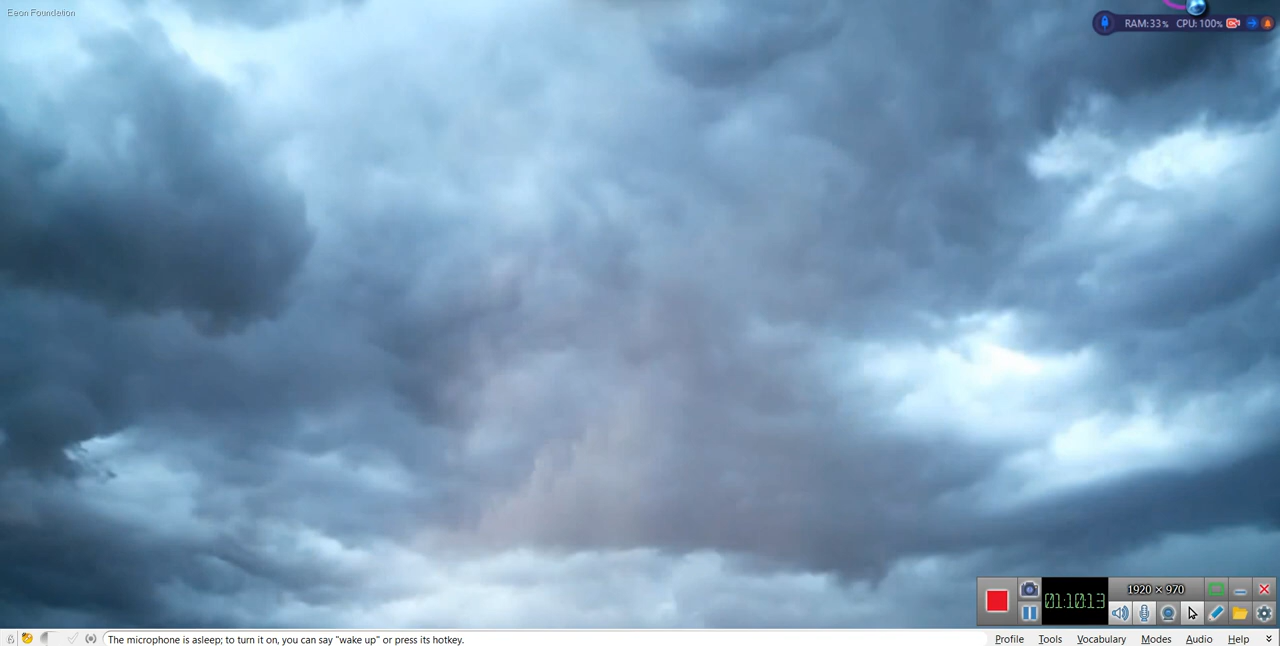 Eeon Foundation
RAM:33% CPU:100%
1920 × 970
01:10:13
The microphone is asleep; to turn it on, you can say "wake up" or press its hotkey.
Profile Tools Vocabulary Modes Audio Help